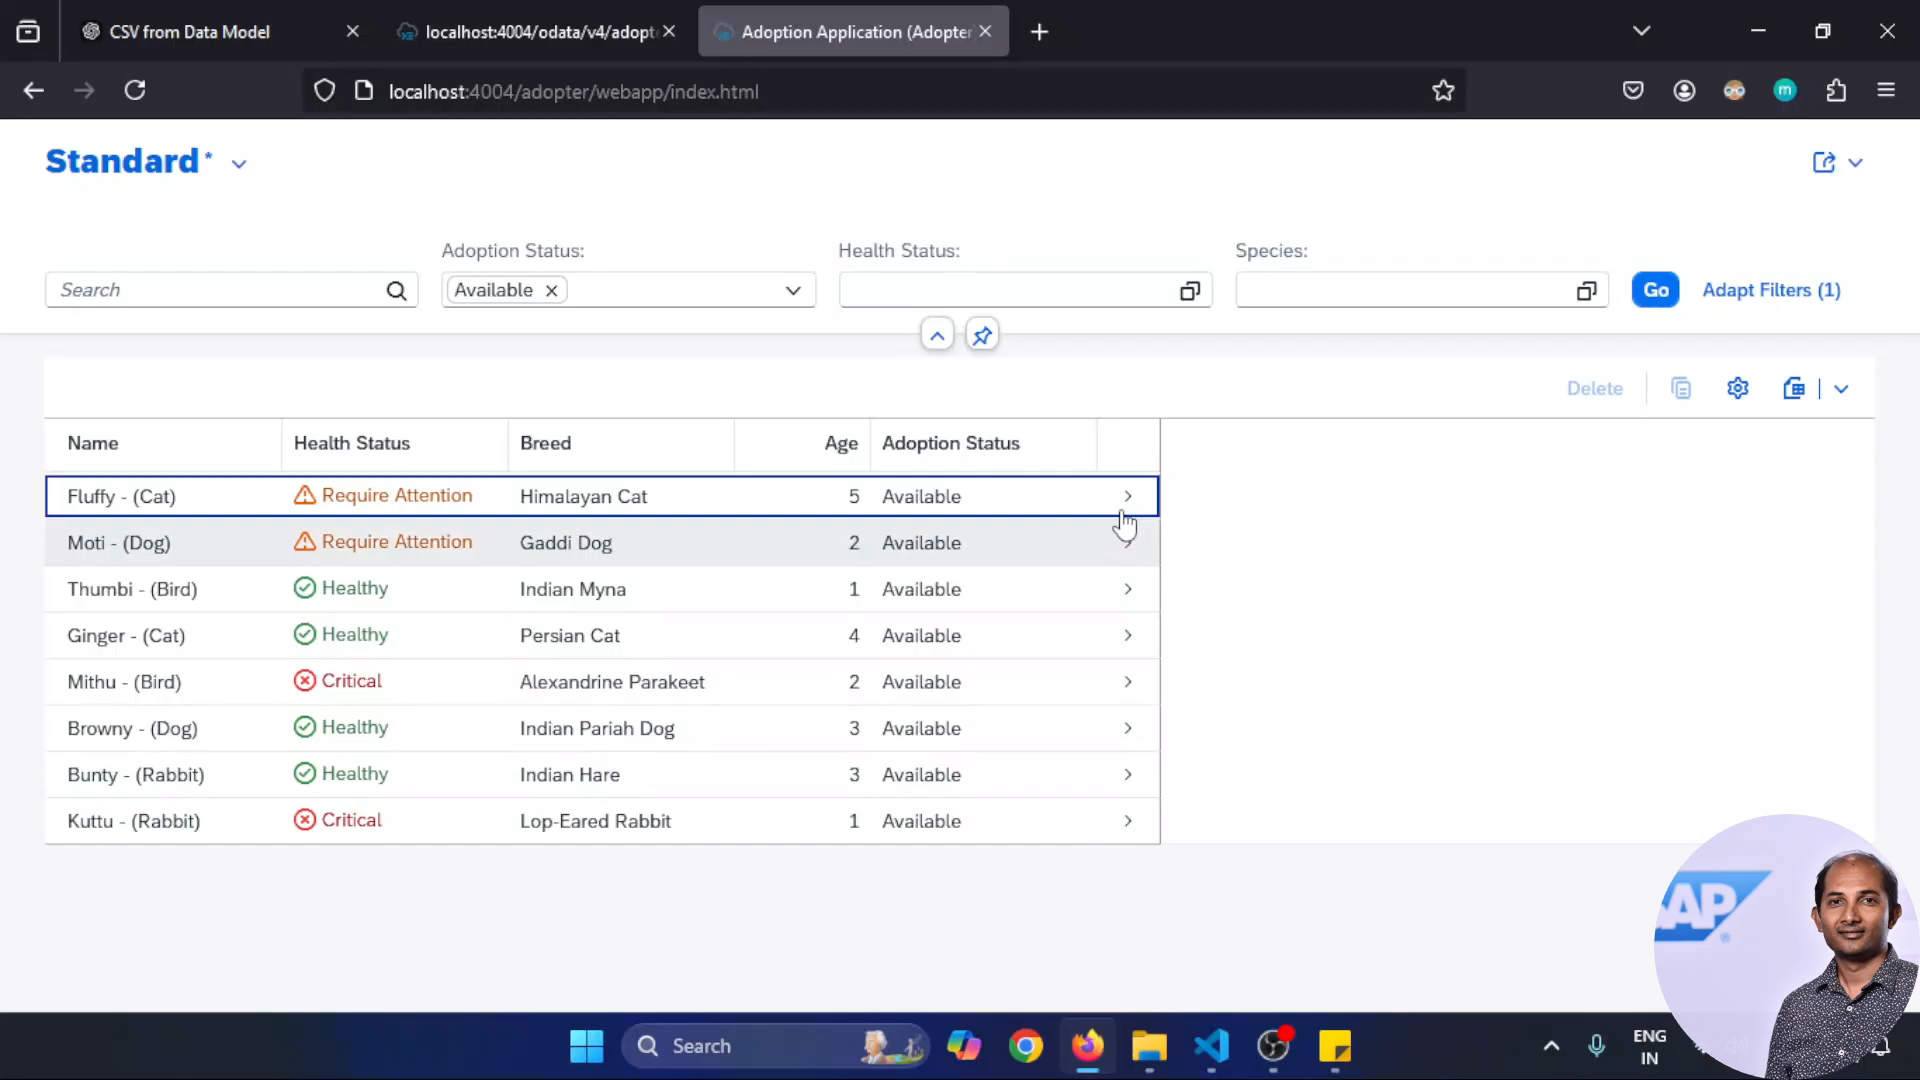 CSV from Data Model
localhost:4004/odata/v4/adopt
Adoption Application (Adopter
localhost:4004/adopter/webapp/index.html
m
Standard *
Adoption Status:
Health Status:
Species:
Search
Available
Go
Adapt Filters (1)
Delete
Name Health Status Breed Age Adoption Status
Fluffy - (Cat) Require Attention Himalayan Cat 5 Available
Moti - (Dog) Require Attention Gaddi Dog 2 Available
Thumbi - (Bird) Healthy Indian Myna 1 Available
Ginger - (Cat) Healthy Persian Cat 4 Available
Mithu - (Bird) Critical Alexandrine Parakeet 2 Available
Browny - (Dog) Healthy Indian Pariah Dog 3 Available
Bunty - (Rabbit) Healthy Indian Hare 3 Available
Kuttu - (Rabbit) Critical Lop-Eared Rabbit 1 Available
AP
Search
ENG
IN